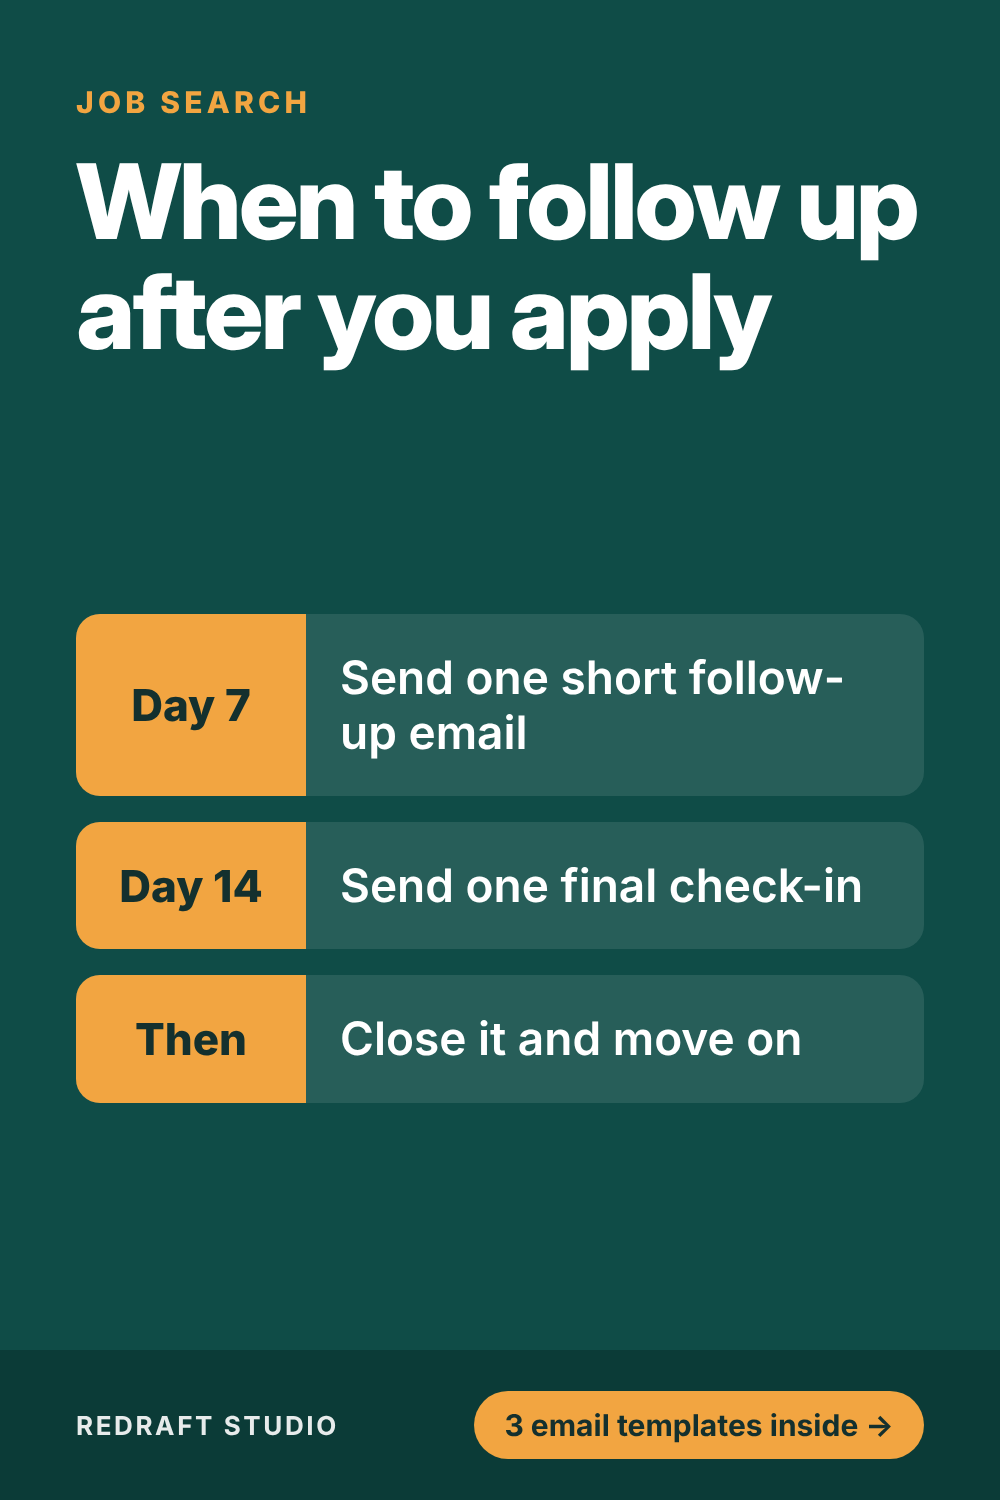 JOB SEARCH
When to follow up
after you apply
Day 7
Send one short follow-
up email
Day 14
Send one final check-in
Then
Close it and move on
REDRAFT STUDIO
3 email templates inside →